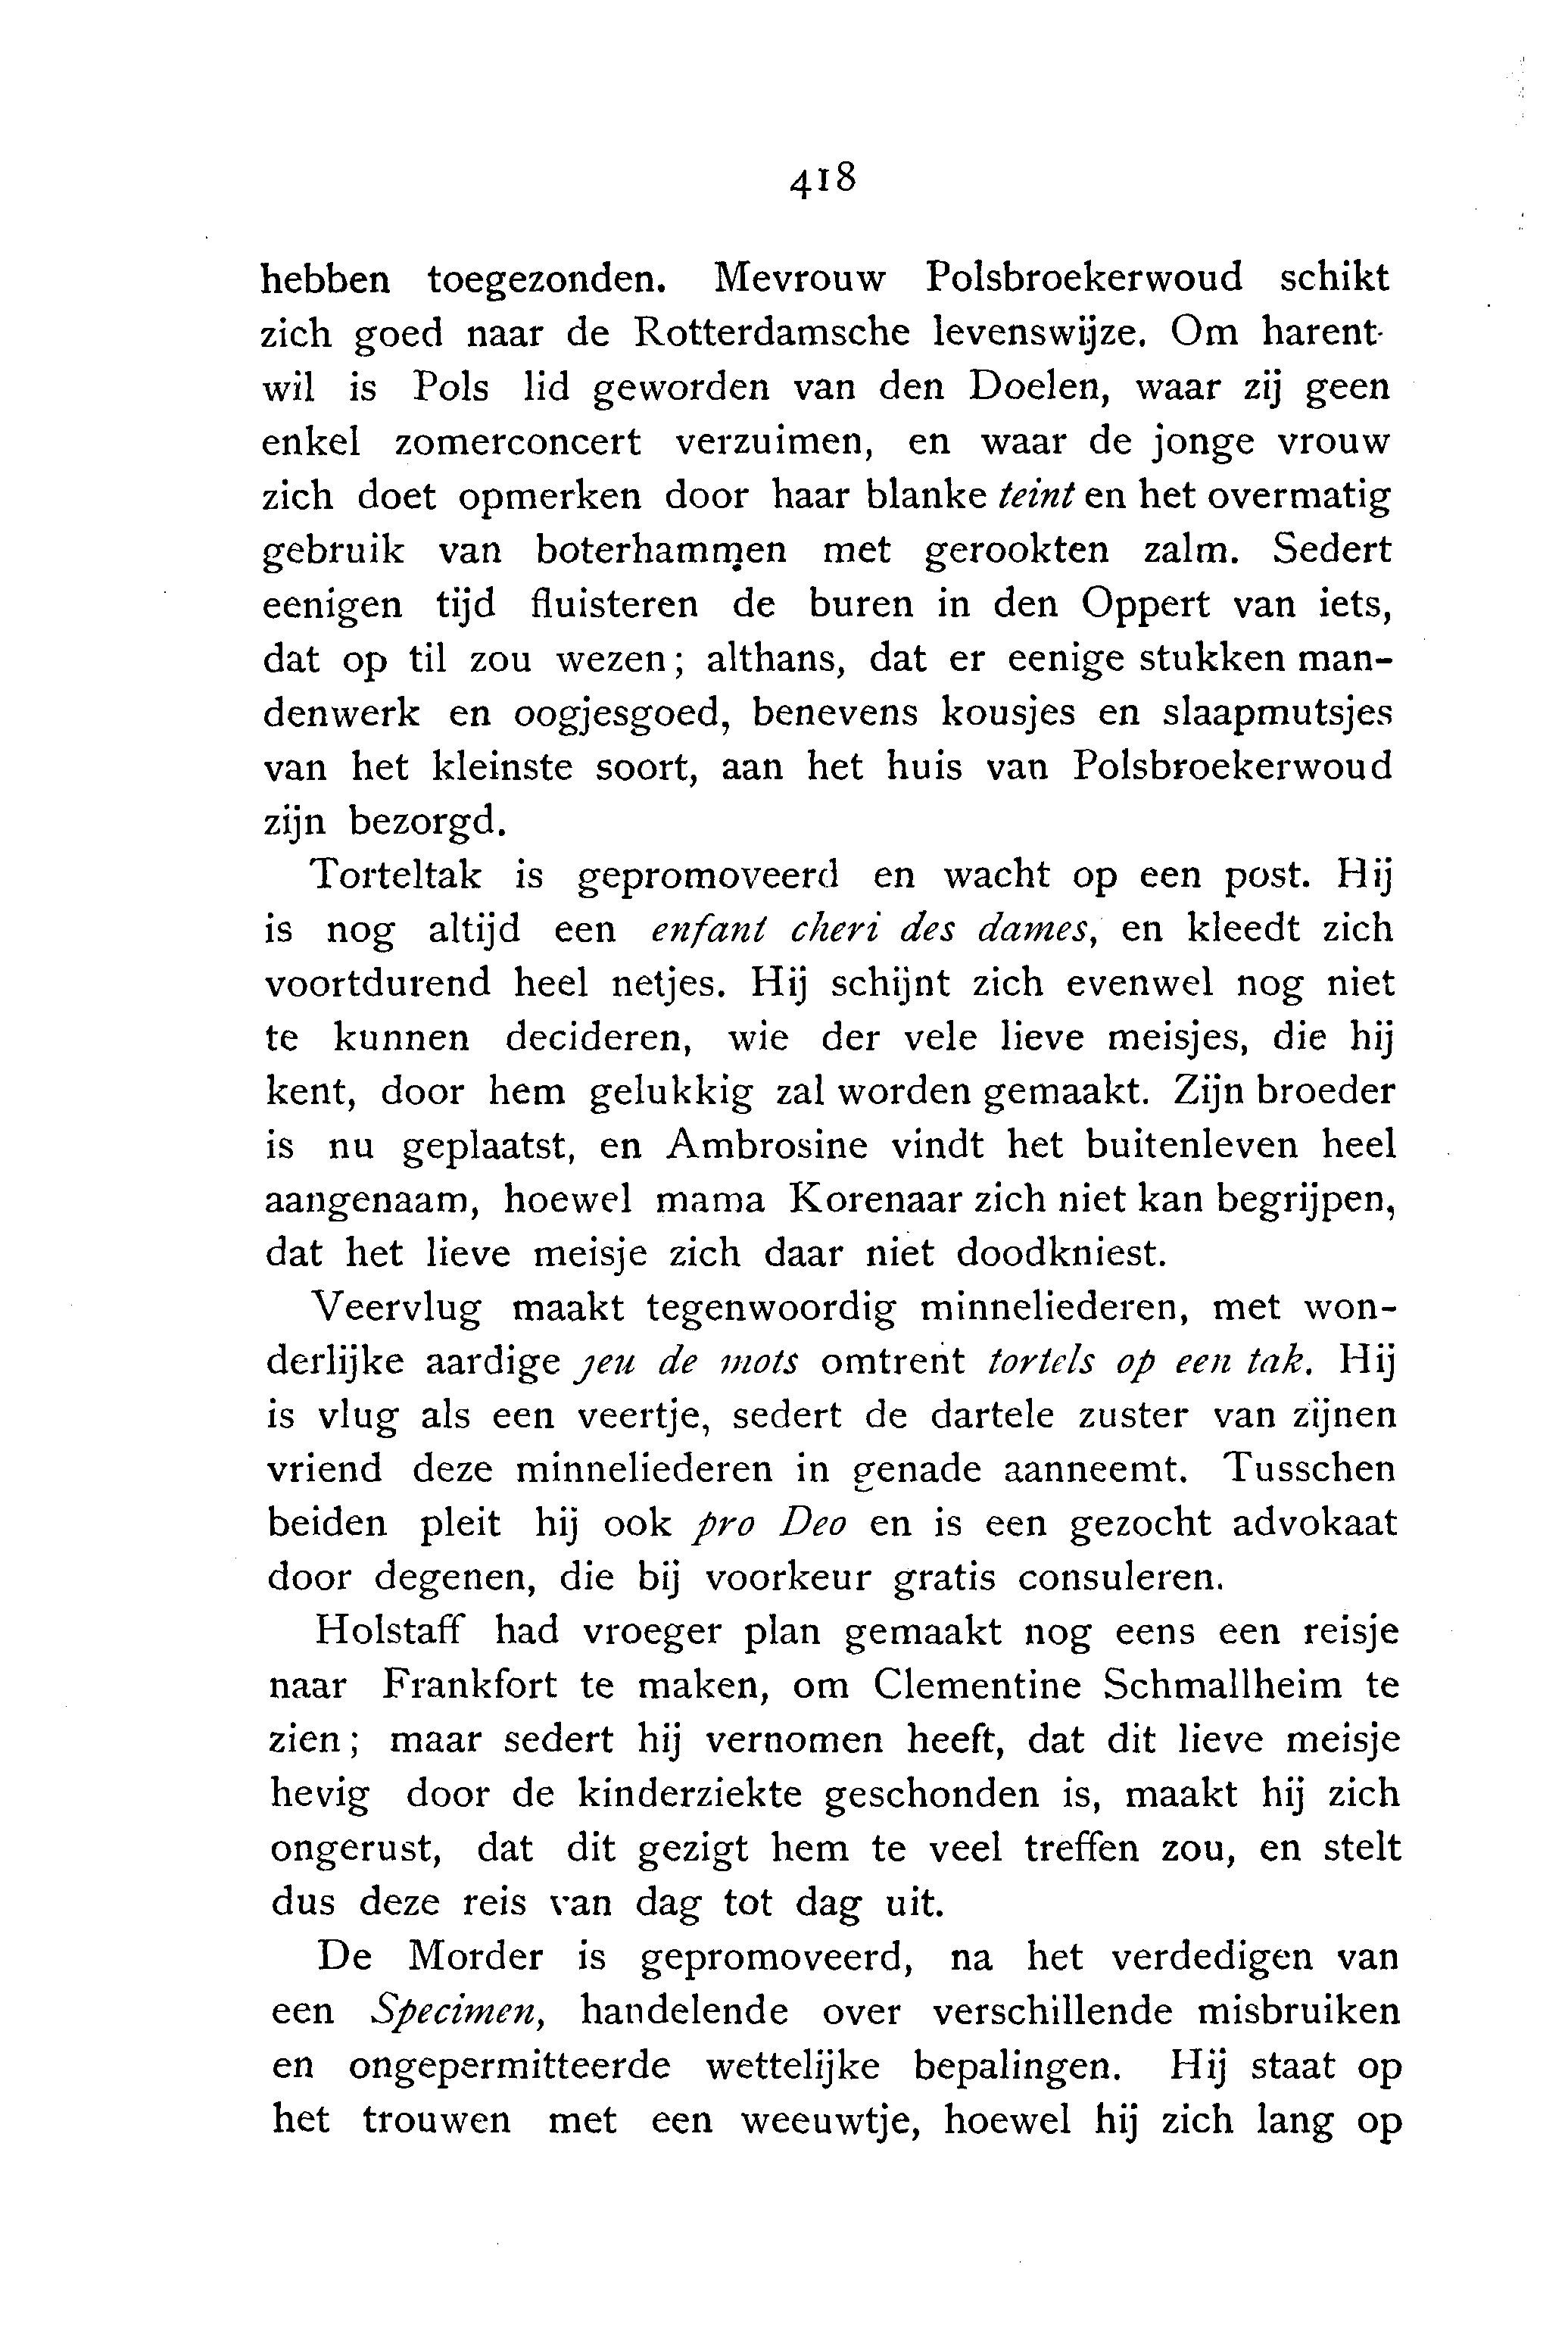 418
hebben toegezonden. Mevrouw Polsbroekerwoud schikt
zich goed naar de Rotterdamsche levenswijze. Om harent-
wil is Pols lid geworden van den Doelen, waar zij geen
enkel zomerconcert verzuimen, en waar de jonge vrouw
zich doet opmerken door haar blanke teint en het overmatig
gebruik van boterhammen met gerookten zalm. Sedert
eenigen tijd fluisteren de buren in den Oppert van iets,
dat op til zou wezen; althans, dat er eenige stukken man-
denwerk en oogjesgoed, benevens kousjes en slaapmutsjes
van het kleinste soort, aan het huis van Polsbroekerwoud
zijn bezorgd.
Torteltak is gepromoveerd en wacht op een post. Hij
is nog altijd een enfant cheri des dames, en kleedt zich
voortdurend heel netjes. Hij schijnt zich evenwel nog niet
te kunnen decideren, wie der vele lieve meisjes, die hij
kent, door hem gelukkig zal worden gemaakt. Zijn broeder
is nu geplaatst, en Ambrosine vindt het buitenleven heel
aangenaam, hoewel mama Korenaar zich niet kan begrijpen,
dat het lieve meisje zich daar niet doodkniest.
Veervlug maakt tegenwoordig minneliederen, met won-
derlijke aardige jeu de mots omtrent tortels op een tak. Hij
is vlug als een veertje, sedert de dartele zuster van zijnen
vriend deze minneliederen in genade aanneemt. Tusschen
beiden pleit hij ook pro Deo en is een gezocht advokaat
door degenen, die bij voorkeur gratis consuleren.
Holstaff had vroeger plan gemaakt nog eens een reisje
naar Frankfort te maken, om Clementine Schmallheim te
zien; maar sedert hij vernomen heeft, dat dit lieve meisje
hevig door de kinderziekte geschonden is, maakt hij zich
ongerust, dat dit gezigt hem te veel treffen zou, en stelt
dus deze reis van dag tot dag uit.
De Morder is gepromoveerd, na het verdedigen van
een Specimen, handelende over verschillende misbruiken
en ongepermitteerde wettelijke bepalingen. Hij staat op
het trouwen met een weeuwtje, hoewel hij zich lang op